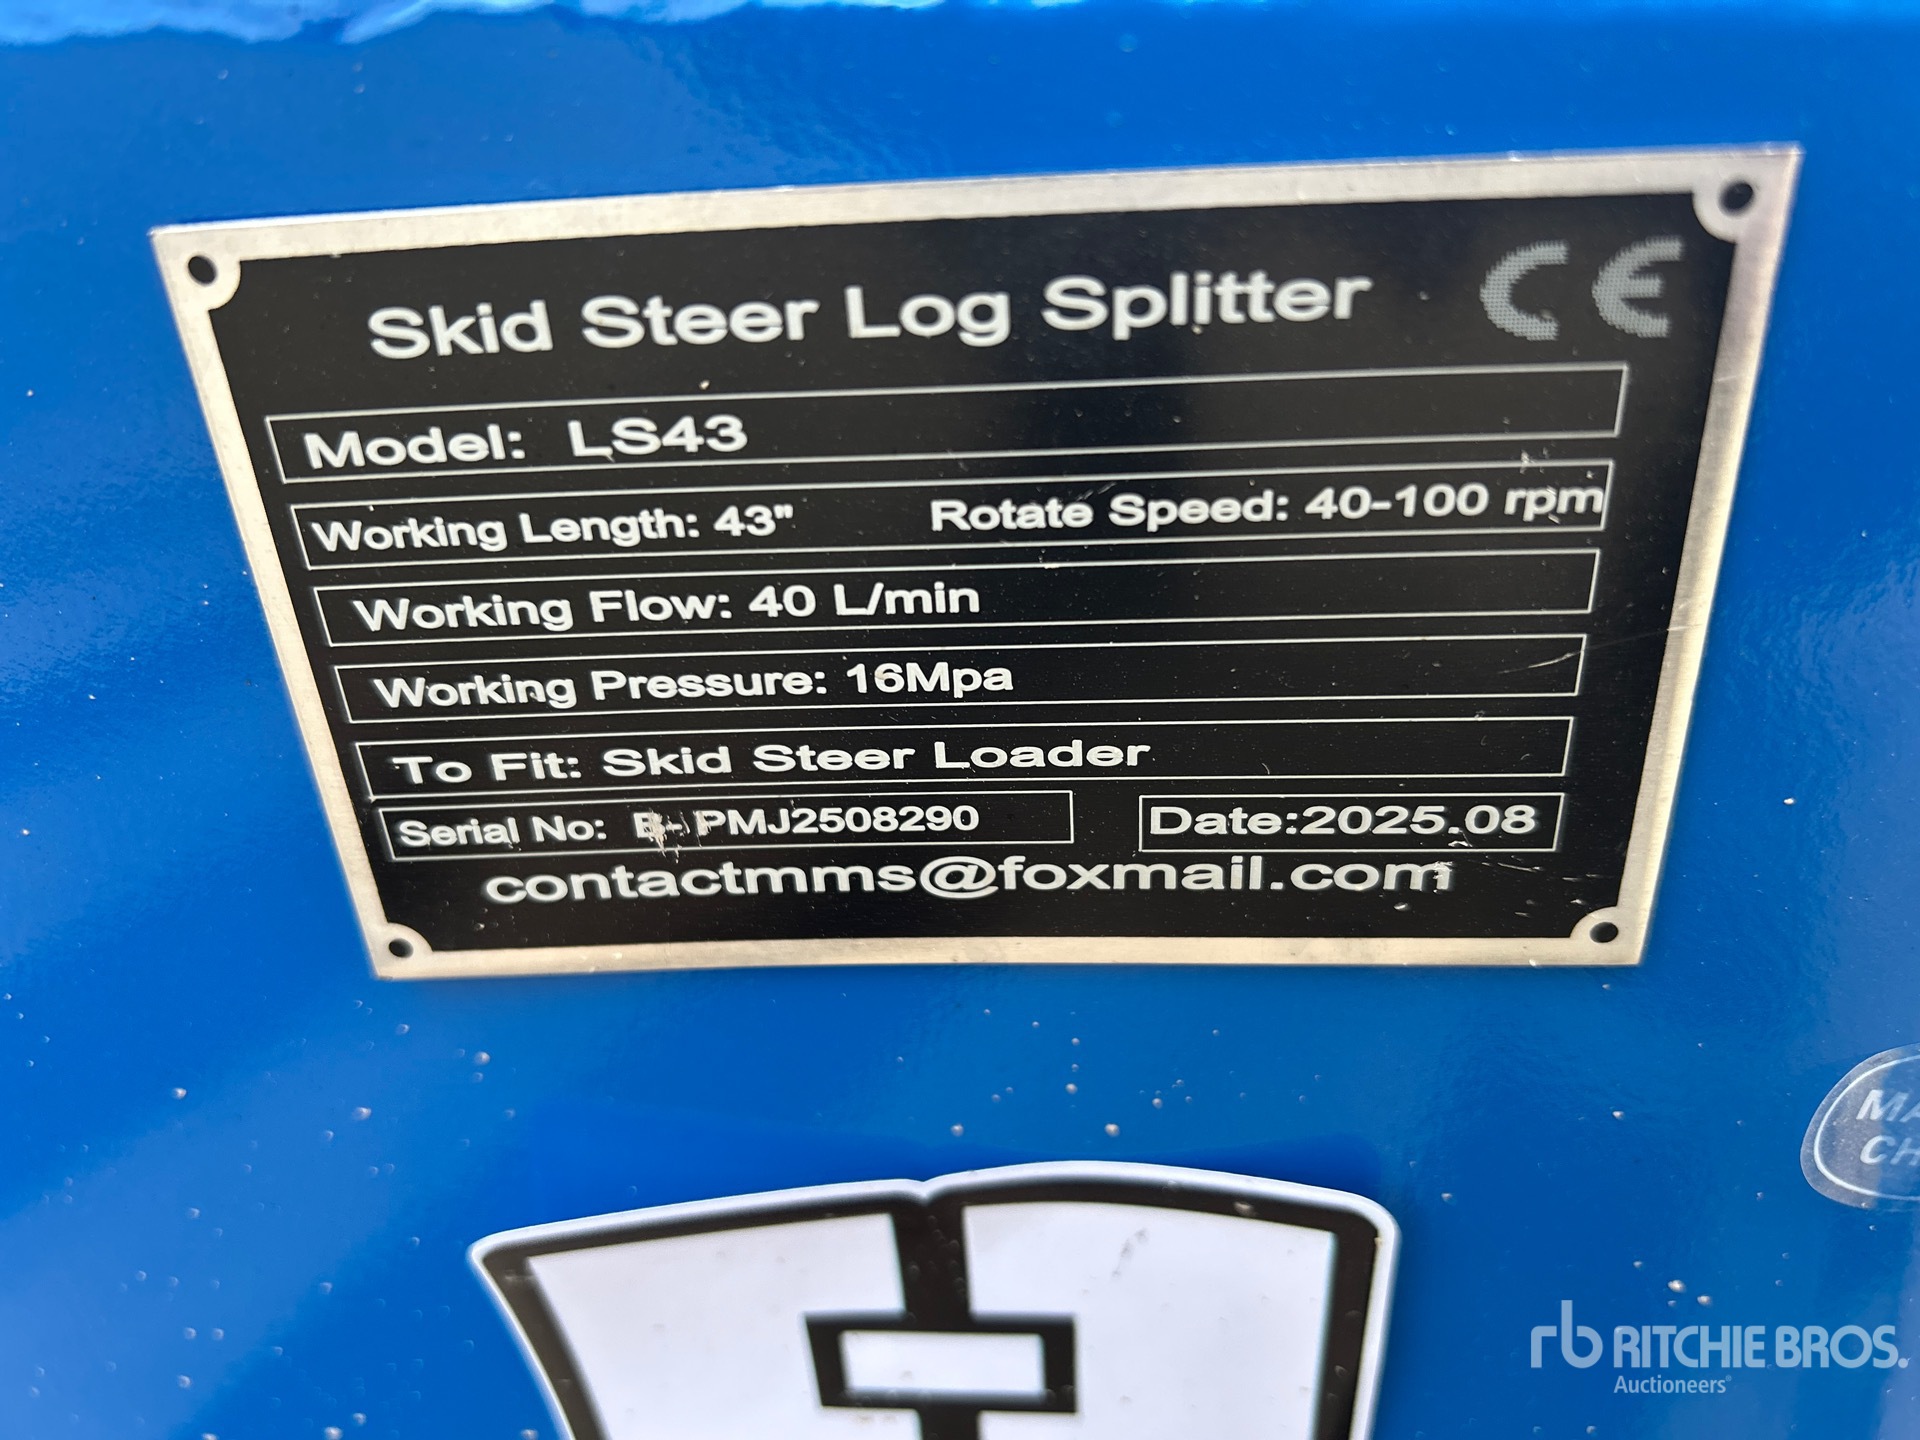 Skid Steer Log Splitter CE
Model: LS43
Working Length: 43" Rotate Speed: 40-100 rpm
Working Flow: 40 L/min
Working Pressure: 16Mpa
To Fit: Skid Steer Loader
Serial No: PMJ2508290 Date:2025.08
contactmms@foxmail.com
rb RITCHIE BROS.
Auctioneers